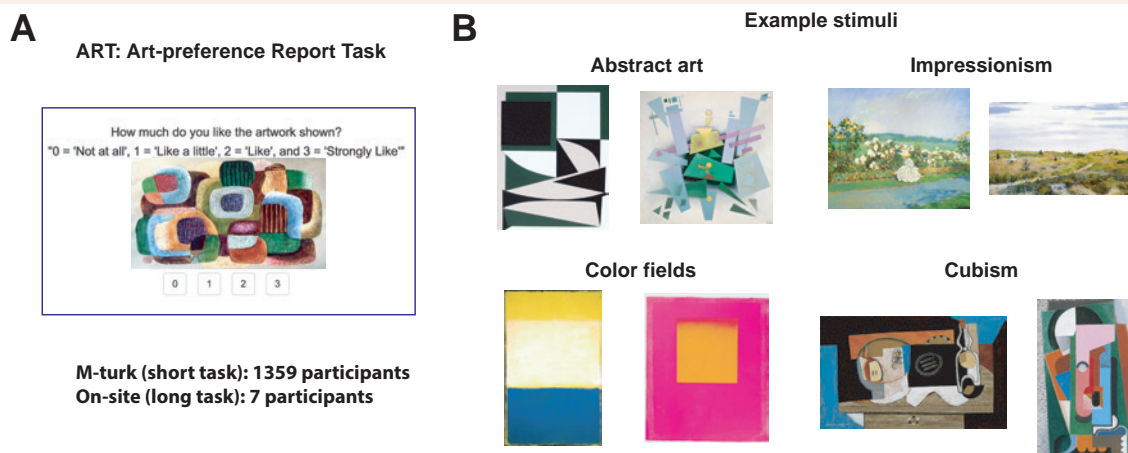 A
ART: Art-preference Report Task
How much do you like the artwork shown?
"0 = 'Not at all', 1 = 'Like a little', 2 = 'Like', and 3 = 'Strongly Like'"
0 1 2 3
M-turk (short task): 1359 participants
On-site (long task): 7 participants
B
Example stimuli
Abstract art
Impressionism
Color fields
Cubism